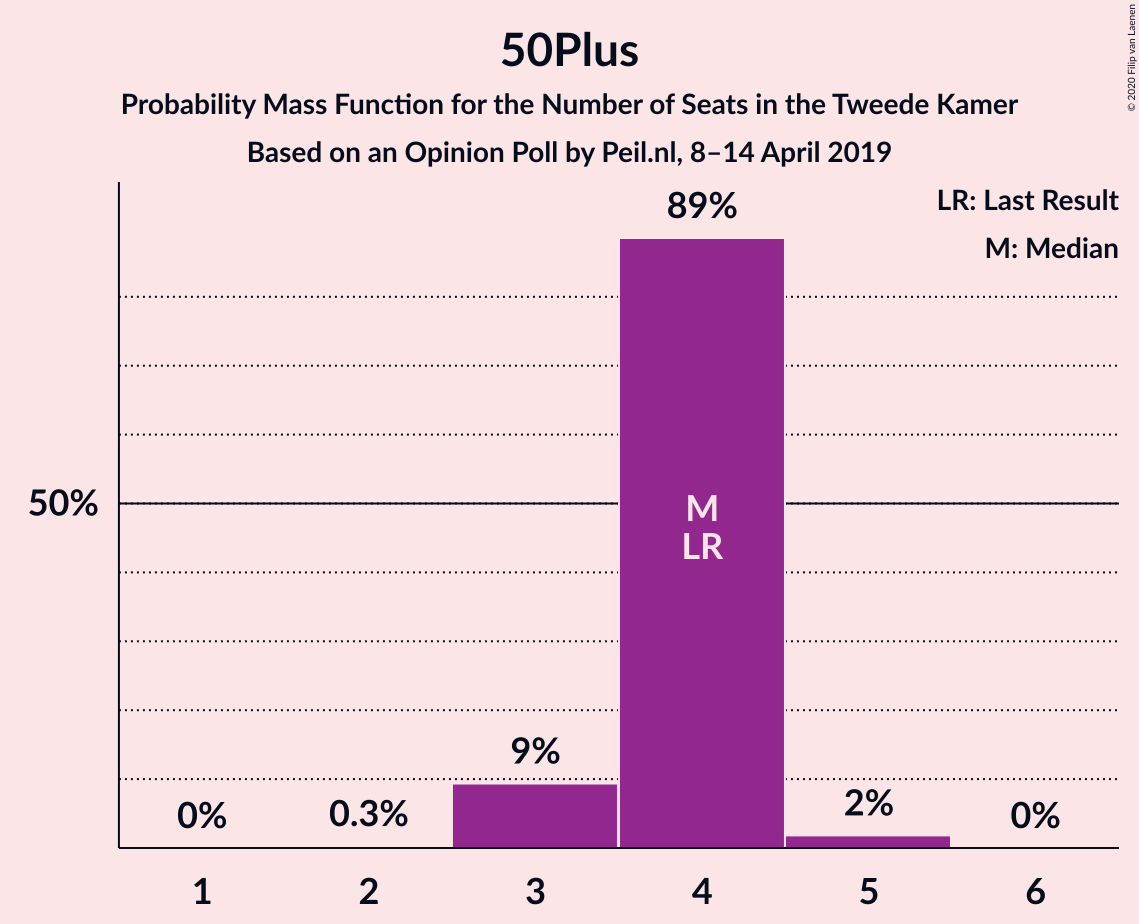 50Plus
Probability Mass Function for the Number of Seats in the Tweede Kamer
Based on an Opinion Poll by Peil.nl, 8–14 April 2019
© 2020 Filip van Laenen
LR: Last Result
M: Median
50%
0%
0.3%
9%
89%
2%
0%
M
LR
1
2
3
4
5
6